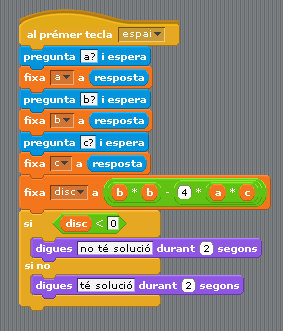 al prémer tecla espai
pregunta a? i espera
fixa a a resposta
pregunta b? i espera
fixa b a resposta
pregunta c? i espera
fixa c a resposta
fixa disc a b * b - 4 * a * c
si disc < 0
digues no té solució durant 2 segons
si no
digues té solució durant 2 segons